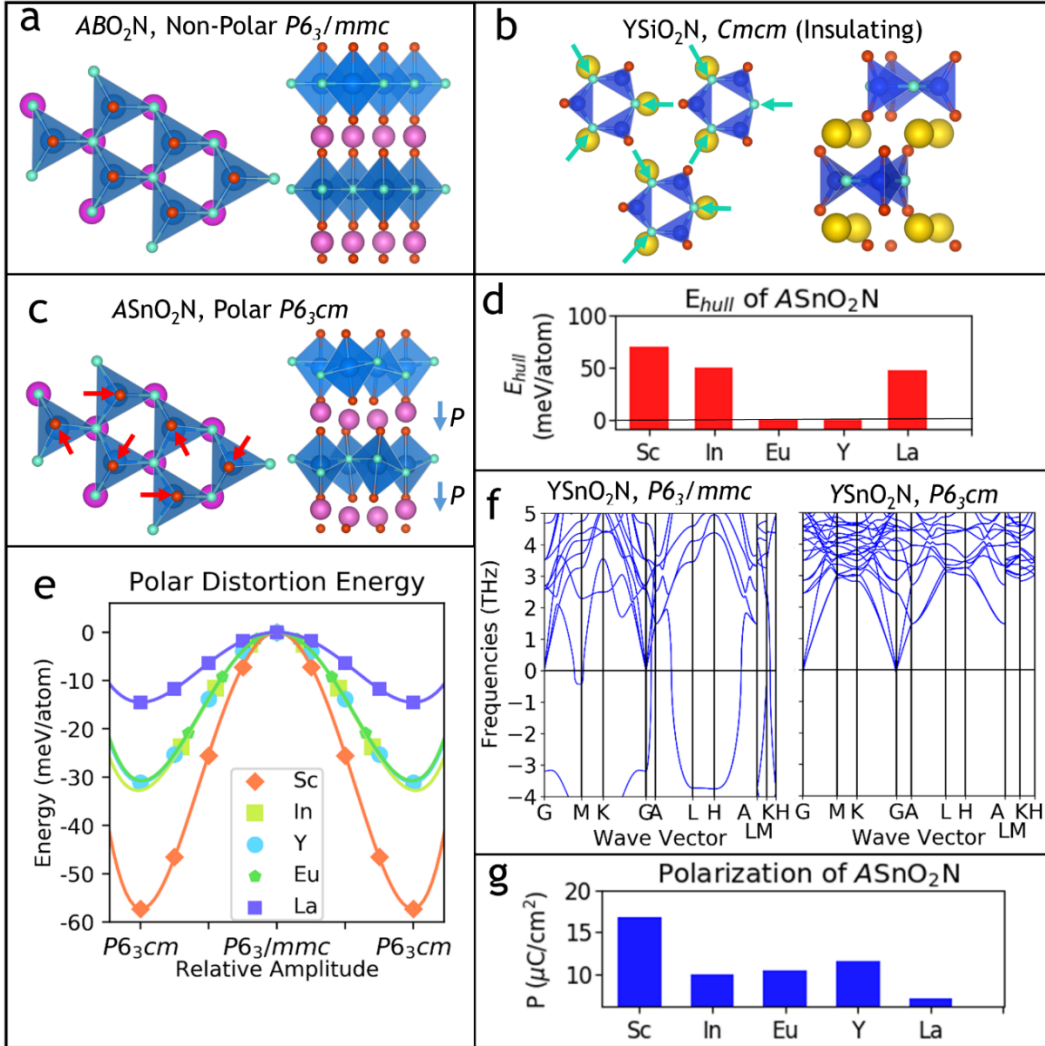 a
ABO₂N, Non-Polar P6₃/mmc
b
YSiO₂N, Cmcm (Insulating)
c
ASnO₂N, Polar P6₃cm
P
P
d
E_hull of ASnO₂N
E_hull
(meV/atom)
100
50
0
Sc In Eu Y La
e
Polar Distortion Energy
Energy (meV/atom)
0
-10
-20
-30
-40
-50
-60
Sc
In
Y
Eu
La
P6₃cm P6₃/mmc P6₃cm
Relative Amplitude
f
YSnO₂N, P6₃/mmc
YSnO₂N, P6₃cm
Frequencies (THz)
5
4
3
2
1
0
−1
−2
−3
−4
G M K G A L H A L M K H
Wave Vector
G M K G A L H A L M K H
Wave Vector
g
Polarization of ASnO₂N
P (μC/cm²)
20
15
10
Sc In Eu Y La